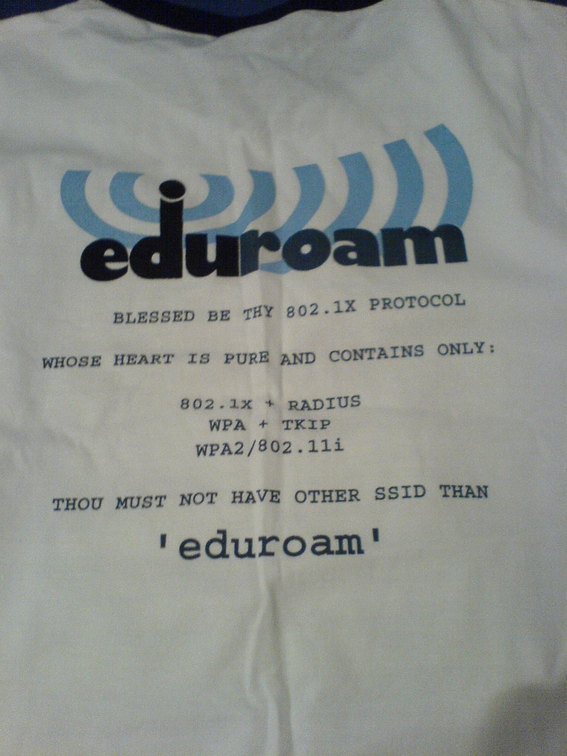 eduroam
BLESSED BE THY 802.1X PROTOCOL
WHOSE HEART IS PURE AND CONTAINS ONLY:
802.1x + RADIUS
WPA + TKIP
WPA2/802.11i
THOU MUST NOT HAVE OTHER SSID THAN
'eduroam'